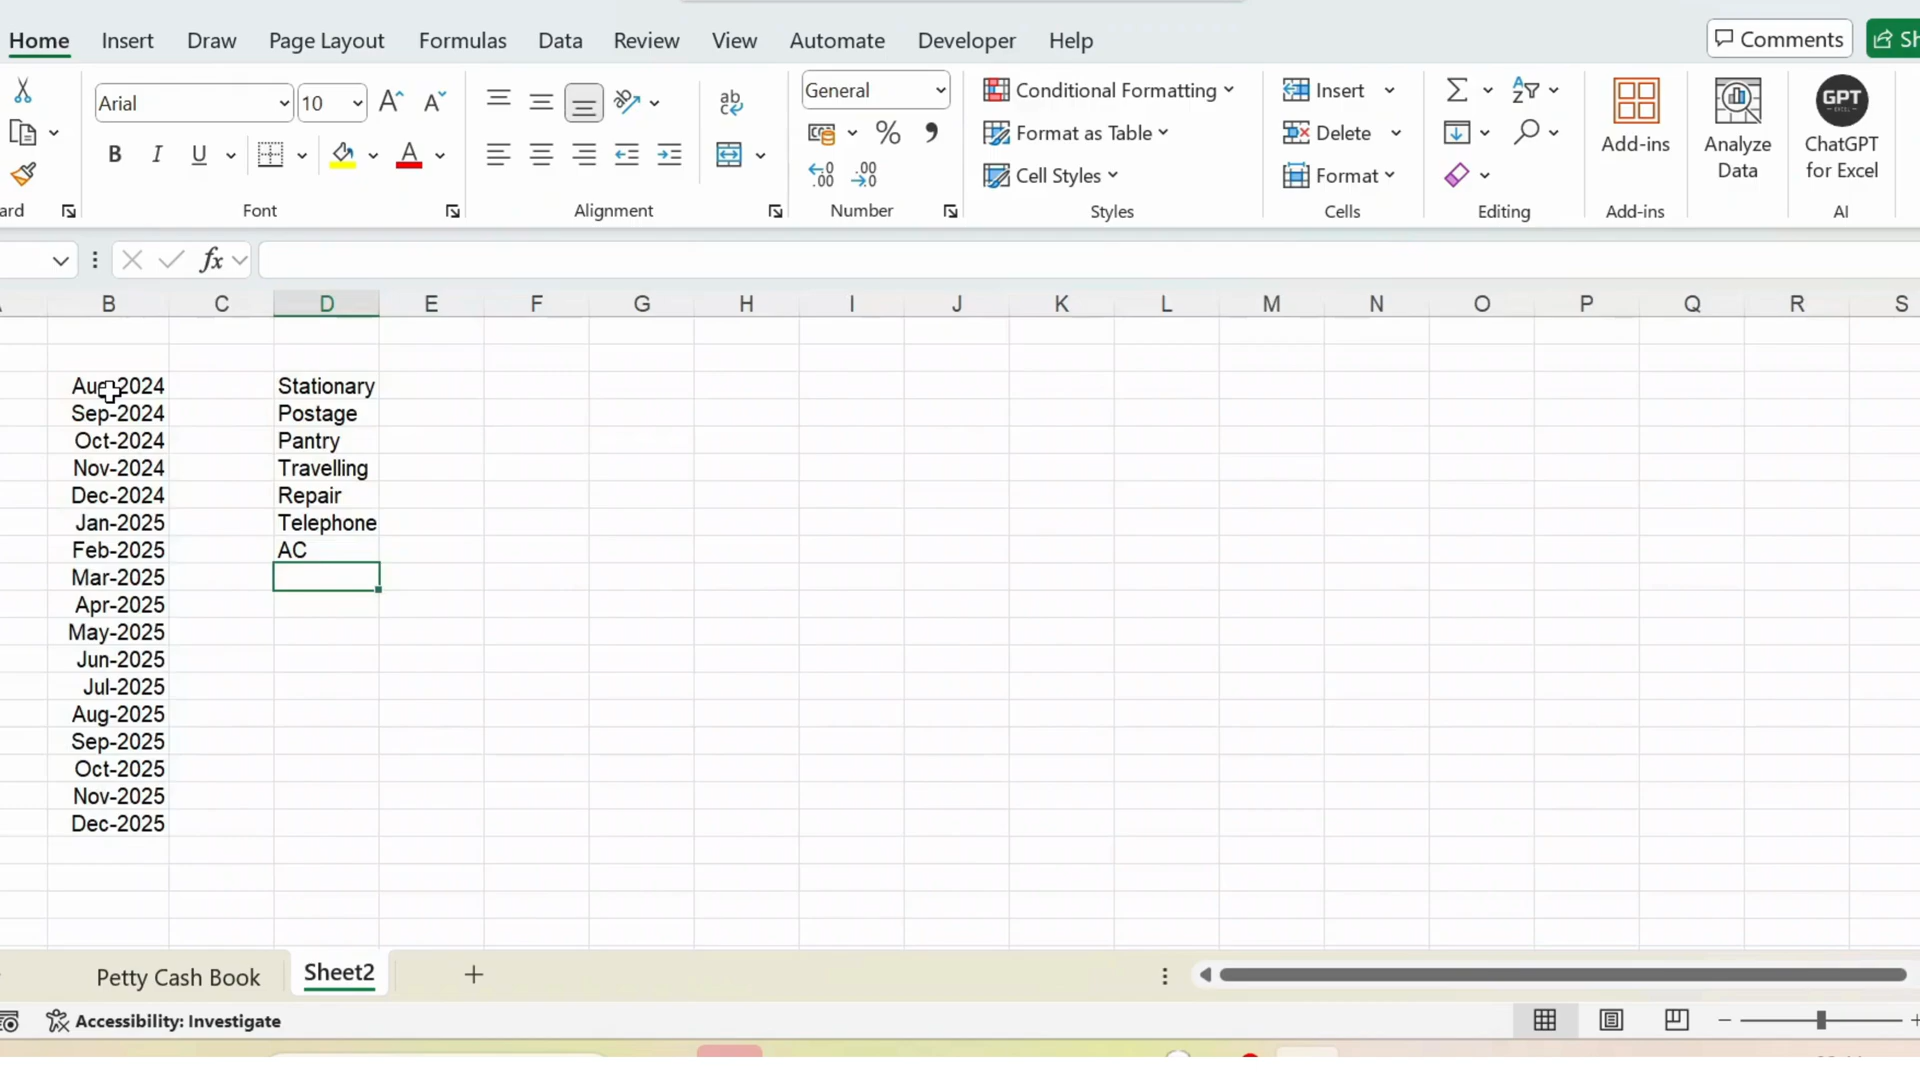 Home Insert Draw Page Layout Formulas Data Review View Automate Developer Help Comments Sh
Arial 10 ab General Conditional Formatting Insert
B I U % Format as Table Delete Add-ins Analyze Data GPT EXCEL ChatGPT for Excel
Cell Styles Format
ard Font Alignment Number Styles Cells Editing Add-ins AI
fx
B C D E F G H I J K L M N O P Q R S
2024 Stationary
Sep-2024 Postage
Oct-2024 Pantry
Nov-2024 Travelling
Dec-2024 Repair
Jan-2025 Telephone
Feb-2025 AC
Mar-2025
Apr-2025
May-2025
Jun-2025
Jul-2025
Aug-2025
Sep-2025
Oct-2025
Nov-2025
Dec-2025
Petty Cash Book Sheet2
Accessibility: Investigate